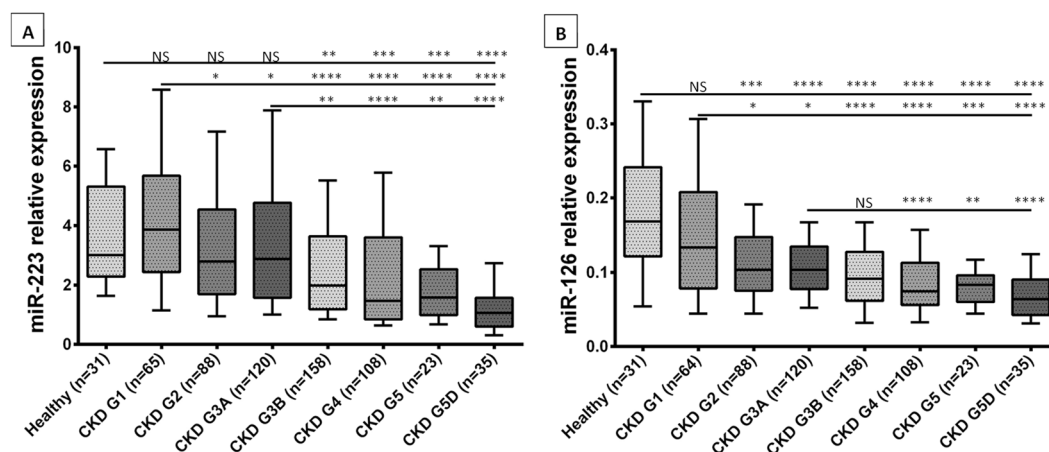 A
miR-223 relative expression
10
8
6
4
2
0
NS NS NS ** *** *** ****
* * **** **** **** ****
** **** ** ****
Healthy (n=31)
CKD G1 (n=65)
CKD G2 (n=88)
CKD G3A (n=120)
CKD G3B (n=158)
CKD G4 (n=108)
CKD G5 (n=23)
CKD G5D (n=35)
B
miR-126 relative expression
0.4
0.3
0.2
0.1
0.0
NS *** **** **** **** **** ****
* * **** **** *** ****
NS **** ** ****
Healthy (n=31)
CKD G1 (n=64)
CKD G2 (n=88)
CKD G3A (n=120)
CKD G3B (n=158)
CKD G4 (n=108)
CKD G5 (n=23)
CKD G5D (n=35)